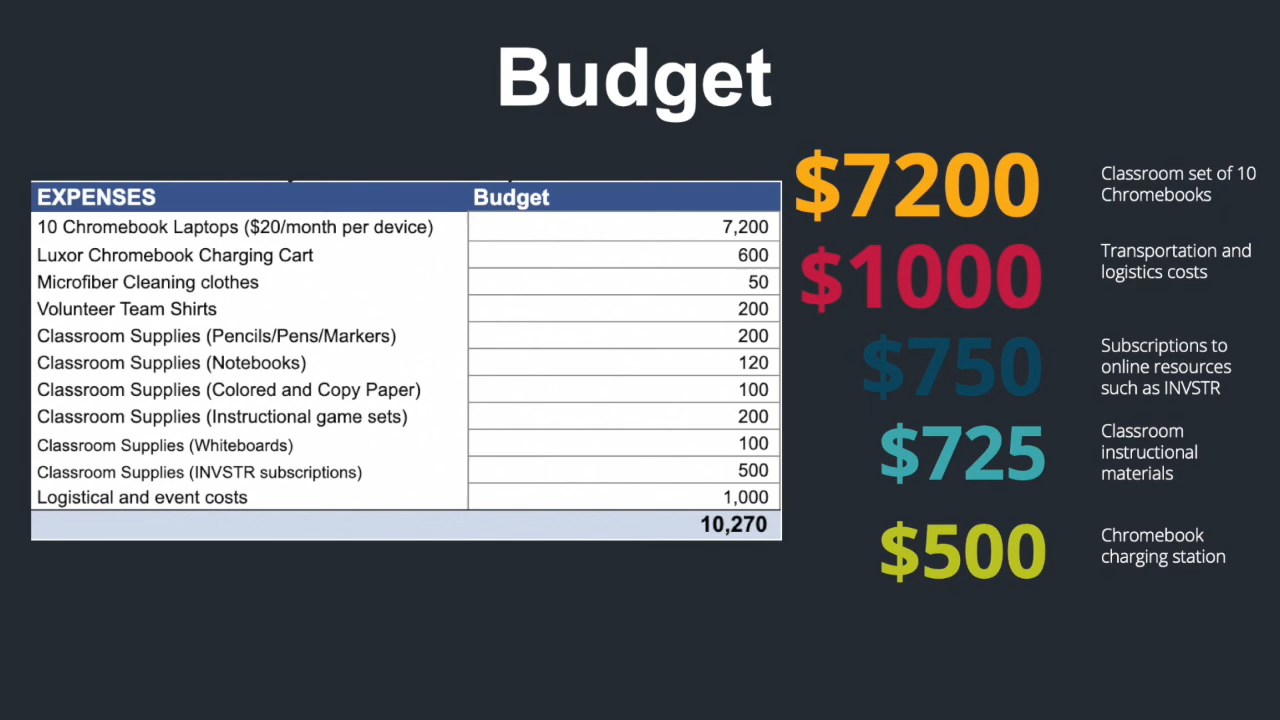 Budget
EXPENSES Budget
10 Chromebook Laptops ($20/month per device) 7,200
Luxor Chromebook Charging Cart 600
Microfiber Cleaning clothes 50
Volunteer Team Shirts 200
Classroom Supplies (Pencils/Pens/Markers) 200
Classroom Supplies (Notebooks) 120
Classroom Supplies (Colored and Copy Paper) 100
Classroom Supplies (Instructional game sets) 200
Classroom Supplies (Whiteboards) 100
Classroom Supplies (INVSTR subscriptions) 500
Logistical and event costs 1,000
10,270
$7200
Classroom set of 10
Chromebooks
$1000
Transportation and
logistics costs
$750
Subscriptions to
online resources
such as INVSTR
$725
Classroom
instructional
materials
$500
Chromebook
charging station